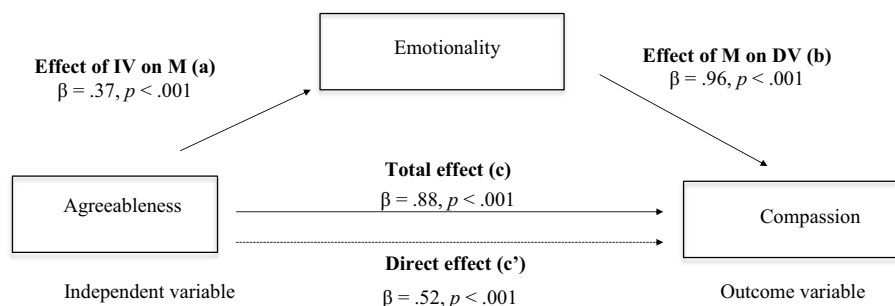 Emotionality
Effect of IV on M (a)
β = .37, p < .001
Effect of M on DV (b)
β = .96, p < .001
Total effect (c)
β = .88, p < .001
Agreeableness
Compassion
Direct effect (c’)
β = .52, p < .001
Independent variable
Outcome variable